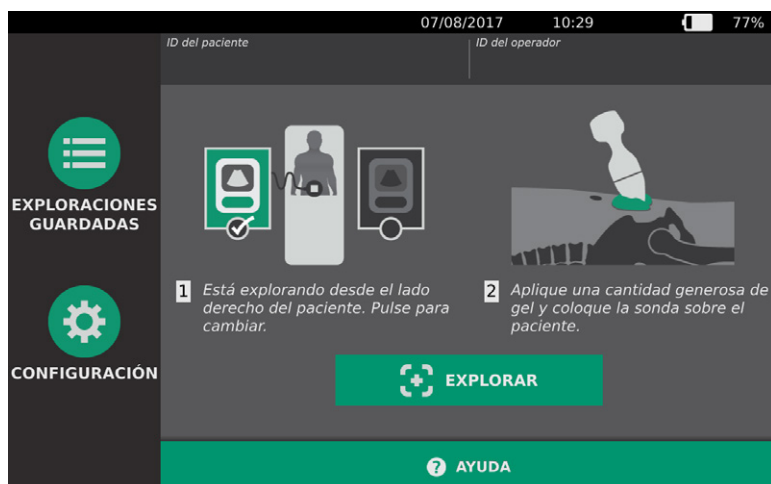 07/08/2017 10:29 77%
ID del paciente
ID del operador
EXPLORACIONES
GUARDADAS
CONFIGURACIÓN
1 Está explorando desde el lado
derecho del paciente. Pulse para
cambiar.
2 Aplique una cantidad generosa de
gel y coloque la sonda sobre el
paciente.
EXPLORAR
? AYUDA